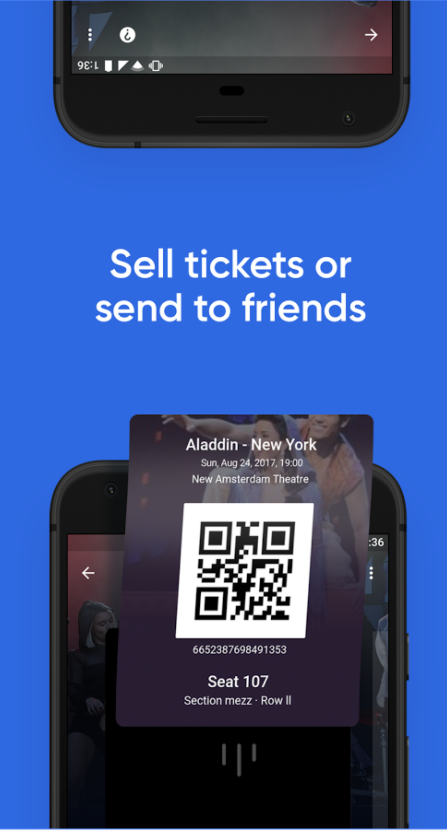 1:36
Sell tickets or
send to friends
Aladdin - New York
Sun, Aug 24, 2017, 19:00
New Amsterdam Theatre
:36
6652387698491353
Seat 107
Section mezz · Row ll